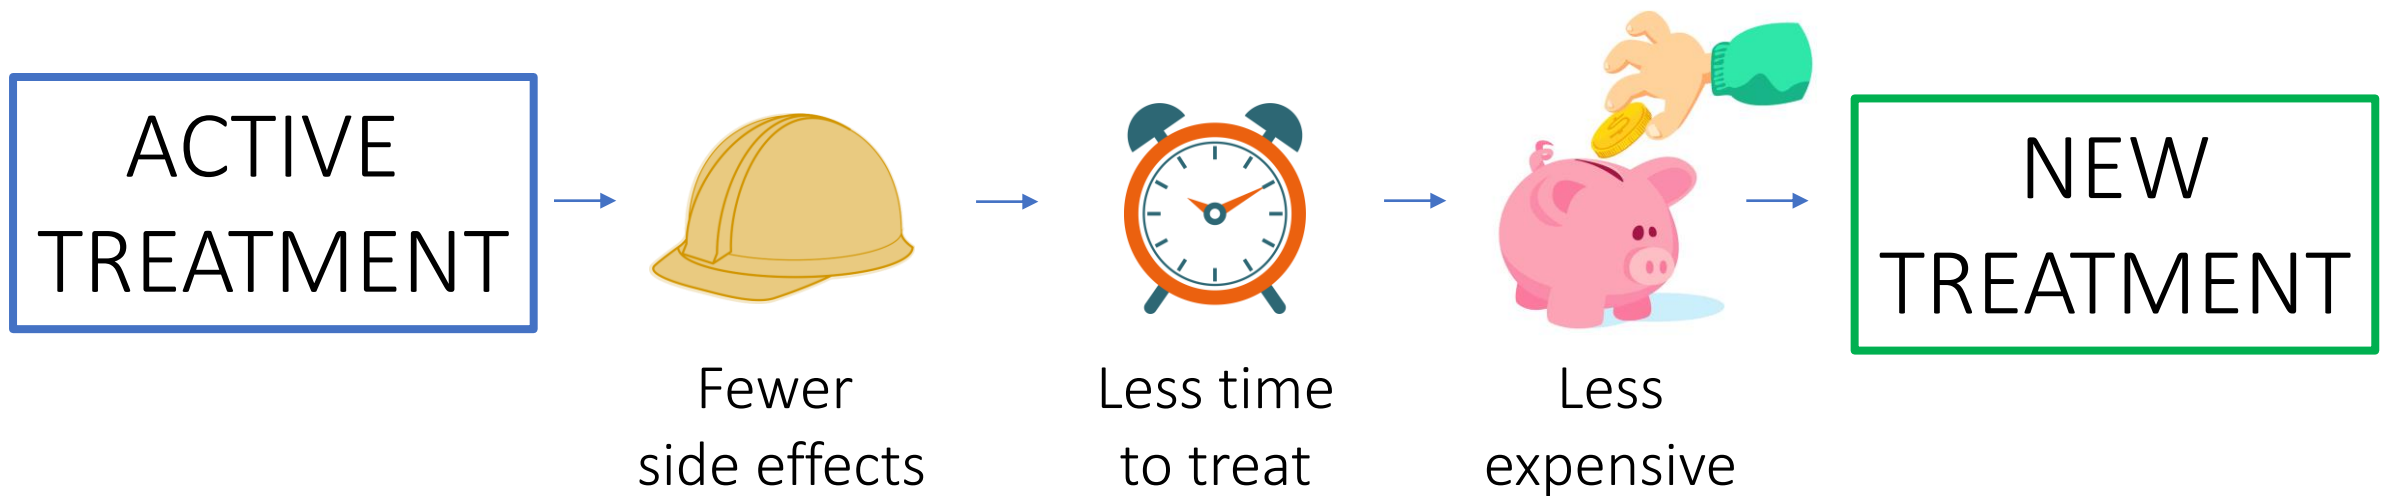 ACTIVE
TREATMENT
Fewer
side effects
Less time
to treat
Less
expensive
NEW
TREATMENT